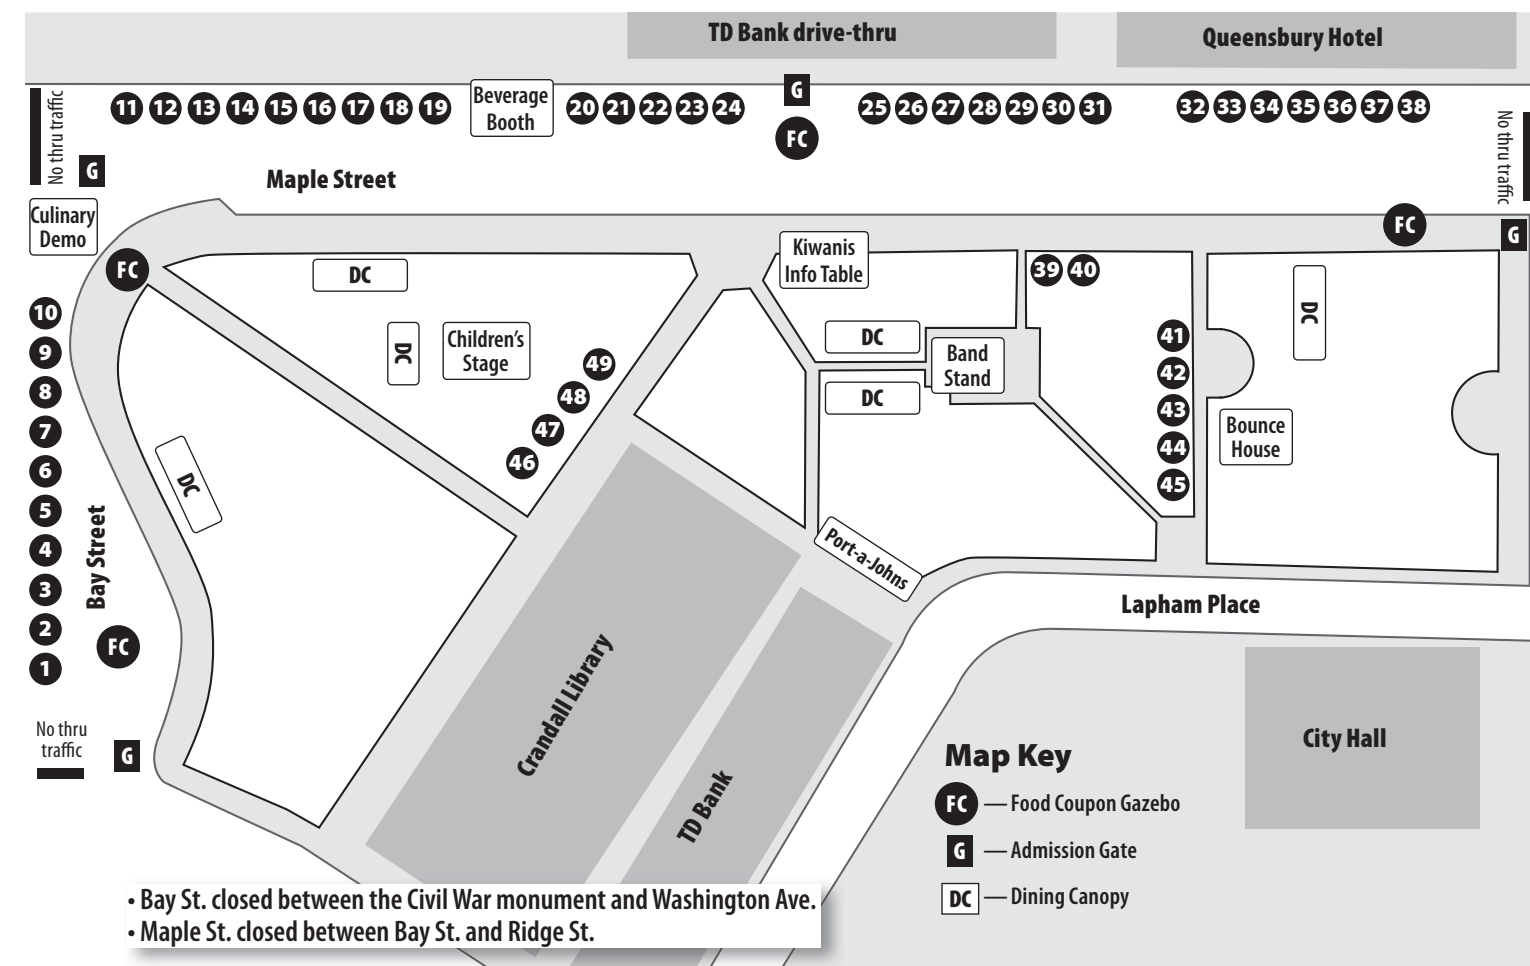 TD Bank drive-thru
Queensbury Hotel
No thru traffic
G
11 12 13 14 15 16 17 18 19
Beverage
Booth
20 21 22 23 24
G
FC
25 26 27 28 29 30 31
32 33 34 35 36 37 38
No thru traffic
G
Maple Street
Culinary
Demo
FC
FC
DC
DC
Children's
Stage
49
48
47
46
Kiwanis
Info Table
DC
DC
Band
Stand
39 40
41
42
43
44
45
DC
Bounce
House
10
9
8
7
6
5
4
3
2
1
Bay Street
DC
FC
No thru
traffic
G
Port-a-Johns
Lapham Place
Crandall Library
TD Bank
City Hall
Map Key
FC — Food Coupon Gazebo
G — Admission Gate
DC — Dining Canopy
• Bay St. closed between the Civil War monument and Washington Ave.
• Maple St. closed between Bay St. and Ridge St.